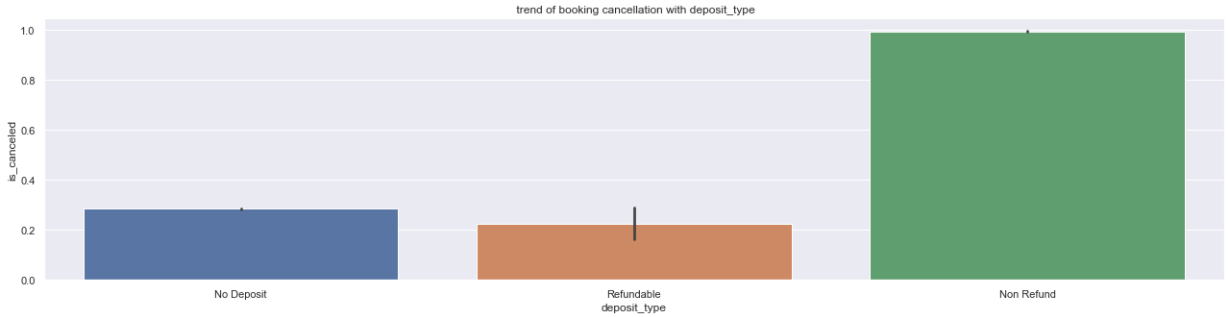 trend of booking cancellation with deposit_type
1.0
0.8
0.6
0.4
0.2
0.0
is_canceled
No Deposit
Refundable
Non Refund
deposit_type